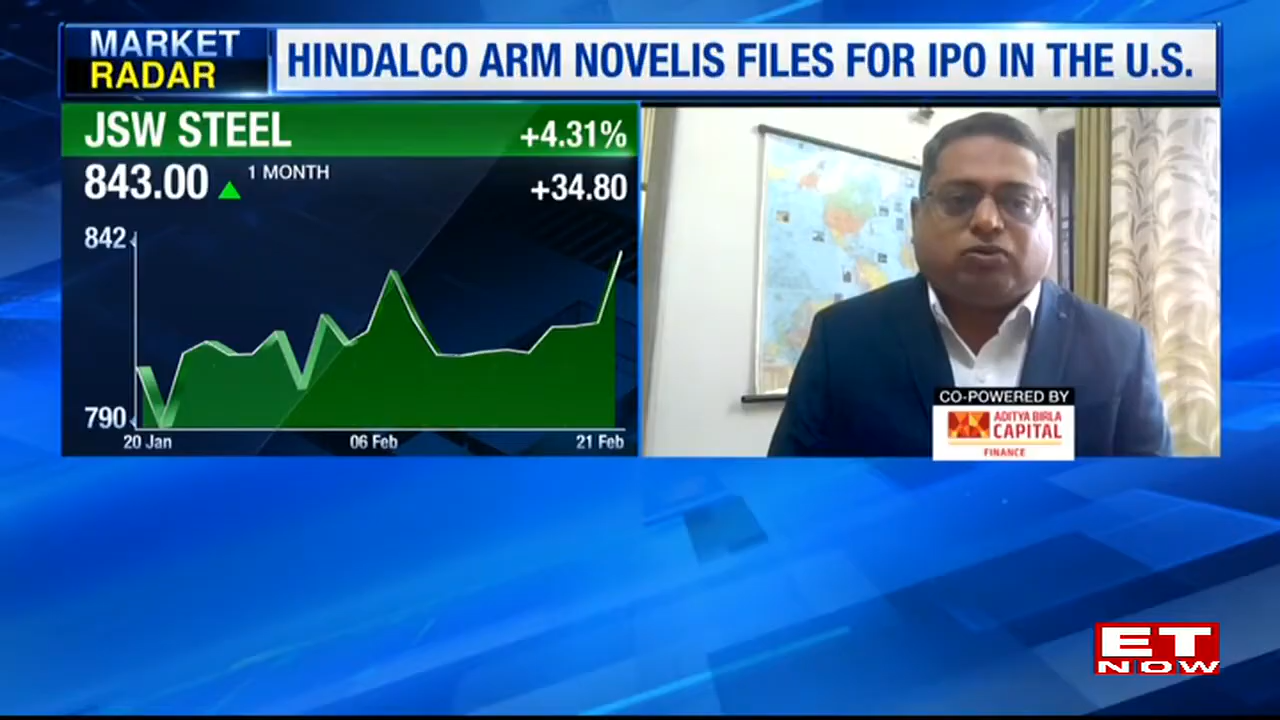 MARKET
RADAR
HINDALCO ARM NOVELIS FILES FOR IPO IN THE U.S.
JSW STEEL
+4.31%
843.00
1 MONTH
+34.80
842
790
20 Jan
06 Feb
21 Feb
CO-POWERED BY
ADITYA BIRLA
CAPITAL
FINANCE
ET
NOW